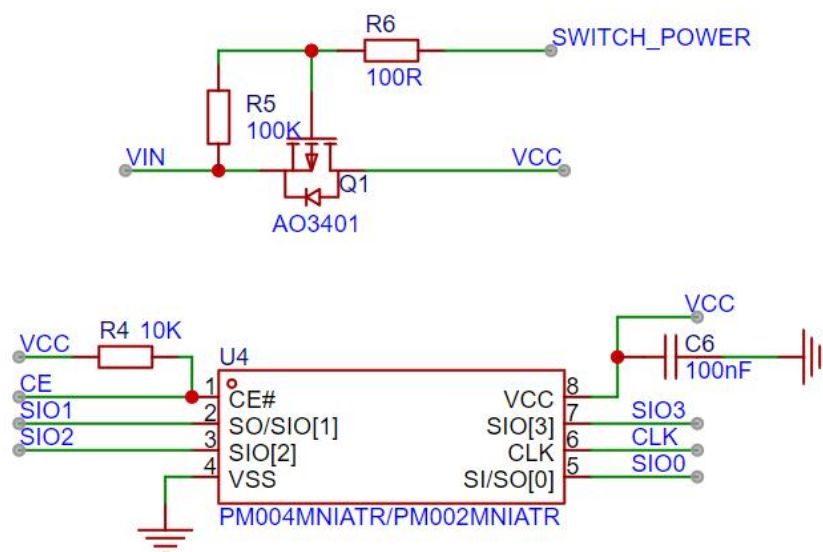 R6
SWITCH_POWER
100R
R5
100K
VIN
VCC
Q1
AO3401
VCC
R4 10K
C6
VCC
U4
100nF
CE
1
CE#
VCC
8
SIO1
2
SO/SIO[1]
SIO[3]
7
SIO3
SIO2
3
SIO[2]
CLK
6
CLK
4
VSS
SI/SO[0]
5
SIO0
PM004MNIATR/PM002MNIATR